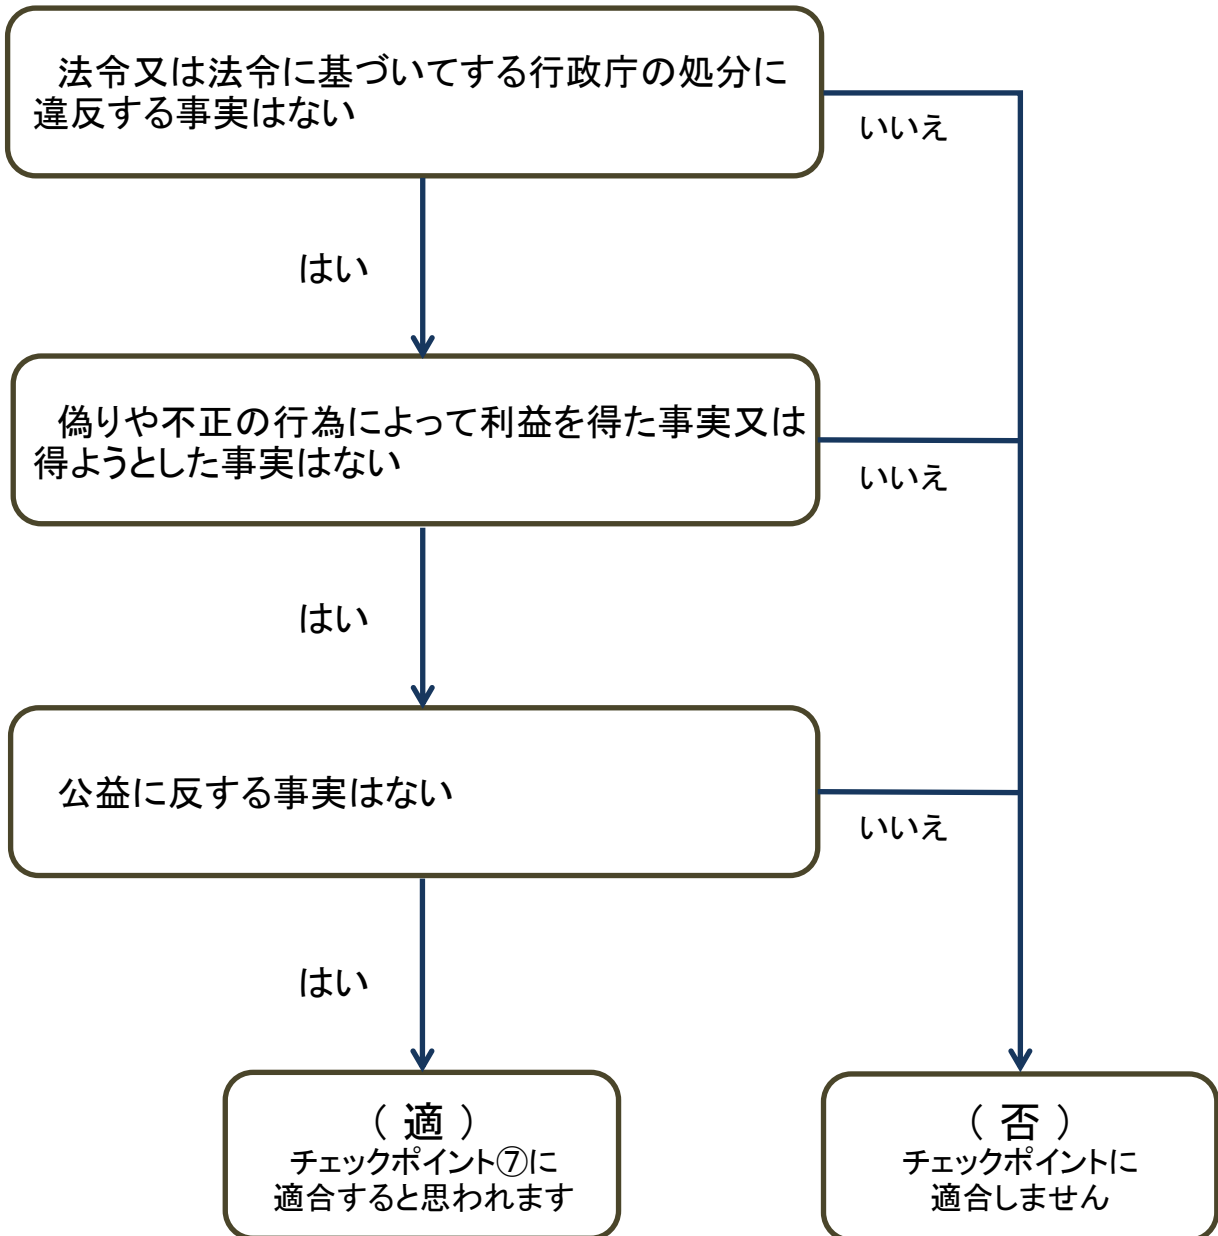 法令又は法令に基づいてする行政庁の処分に
違反する事実はない
いいえ
はい
偽りや不正の行為によって利益を得た事実又は
得ようとした事実はない
いいえ
はい
公益に反する事実はない
いいえ
はい
（ 適 ）
チェックポイント⑦に
適合すると思われます
（ 否 ）
チェックポイントに
適合しません